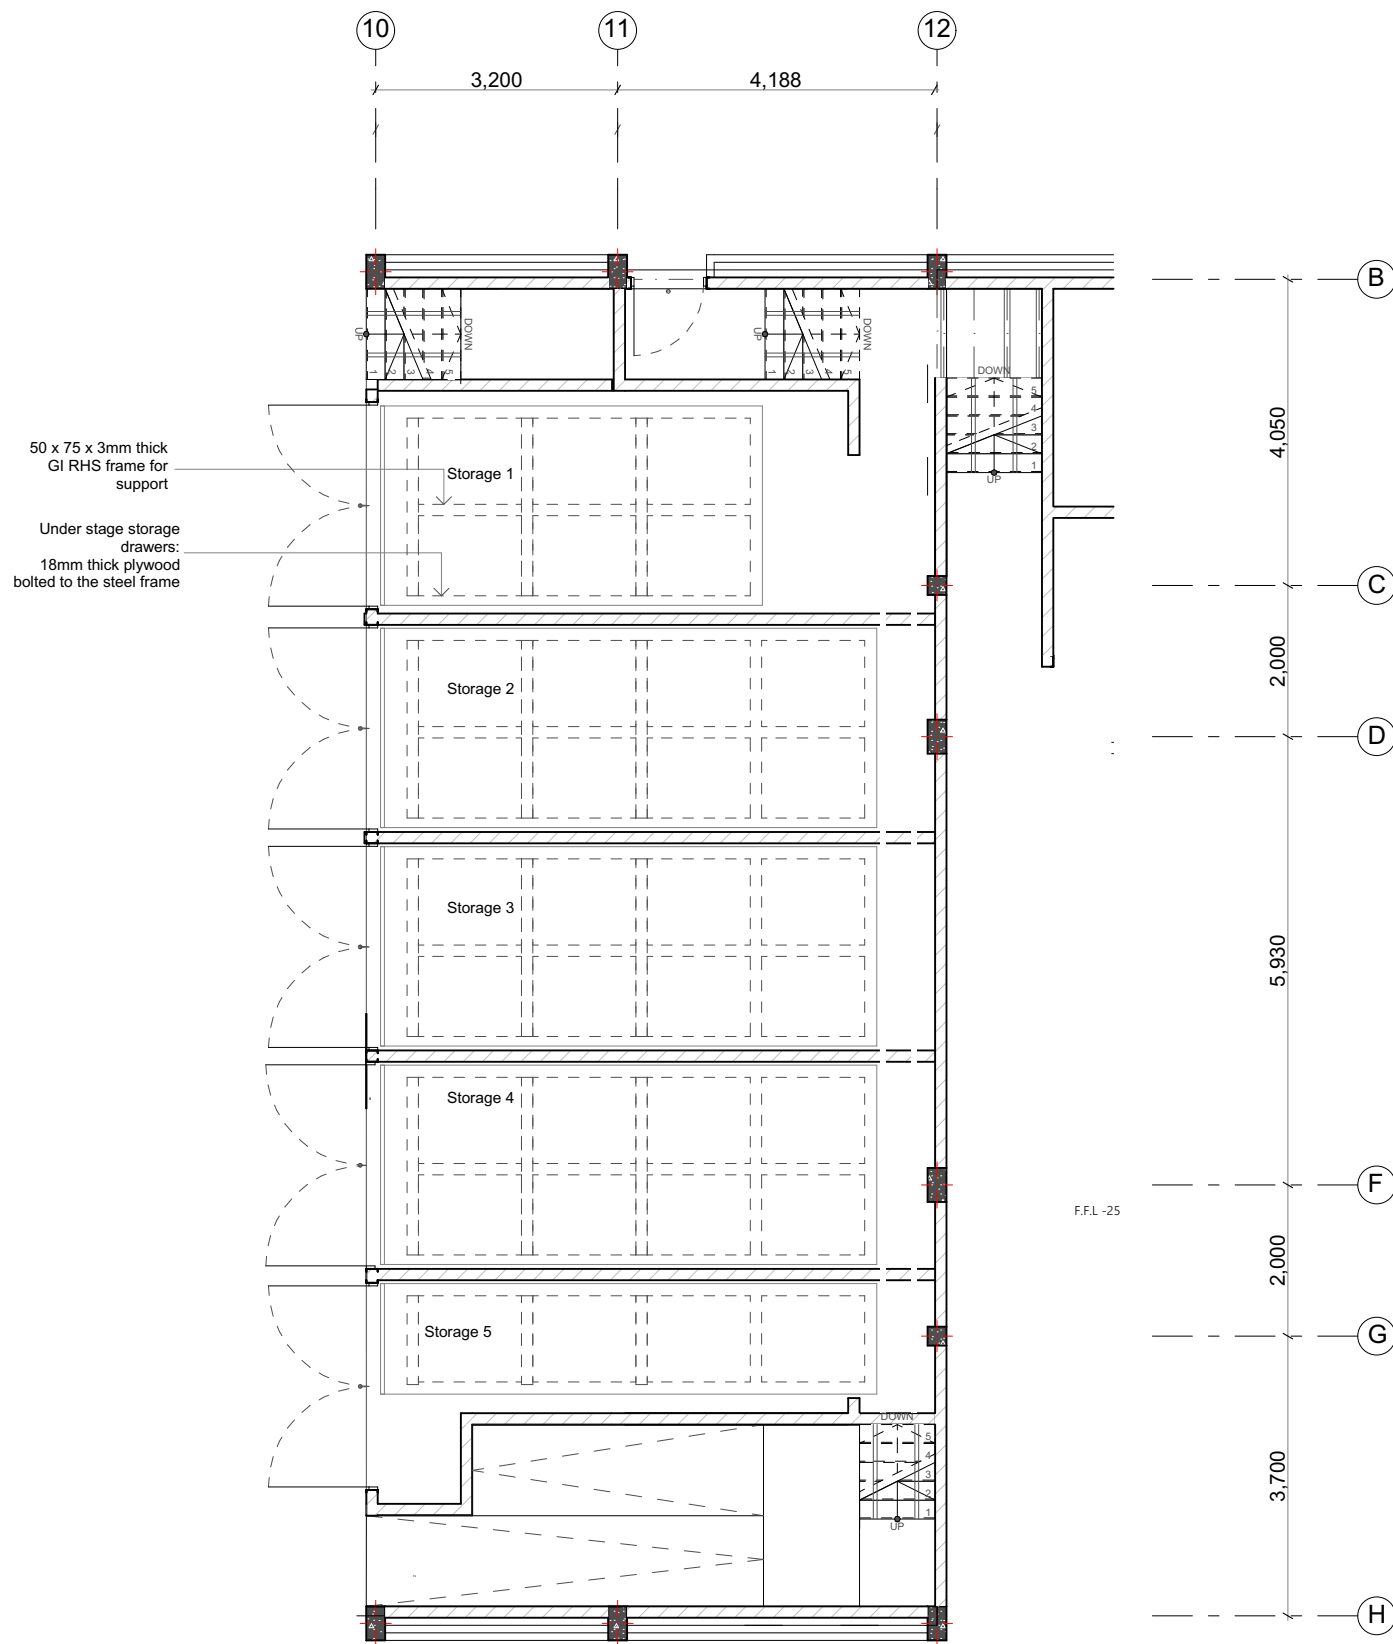 10
11
12
3,200
4,188
B
UP
1
2
3
4
5
DOWN
UP
1
2
3
4
5
DOWN
DOWN
5
4
3
2
1
UP
4,050
50 x 75 x 3mm thick
GI RHS frame for
support
Storage 1
Under stage storage
drawers:
18mm thick plywood
bolted to the steel frame
C
2,000
Storage 2
D
Storage 3
5,930
Storage 4
F
F.F.L -25
2,000
Storage 5
G
DOWN
5
4
3
2
1
UP
3,700
H